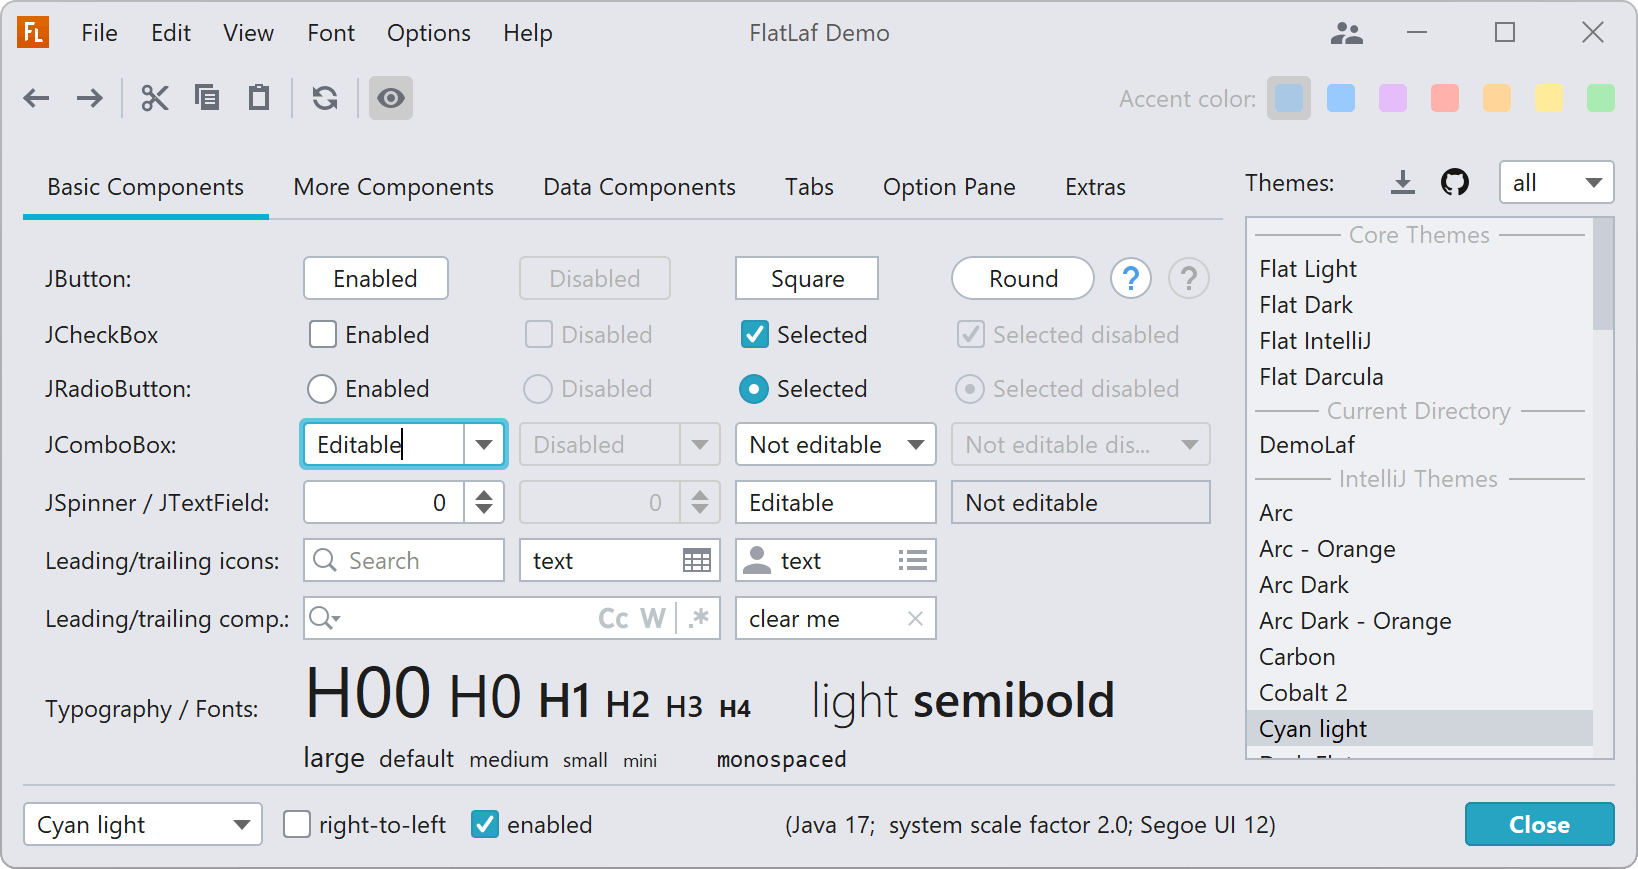 FL File Edit View Font Options Help FlatLaf Demo
Accent color:
Basic Components More Components Data Components Tabs Option Pane Extras
JButton: Enabled Disabled Square Round ? ?
JCheckBox Enabled Disabled Selected Selected disabled
JRadioButton: Enabled Disabled Selected Selected disabled
JComboBox: Editable Disabled Not editable Not editable dis...
JSpinner / JTextField: 0 0 Editable Not editable
Leading/trailing icons: Search text text
Leading/trailing comp.: Cc W .* clear me
Typography / Fonts: H00 H0 H1 H2 H3 H4 light semibold
large default medium small mini monospaced
Themes: all
Core Themes
Flat Light
Flat Dark
Flat IntelliJ
Flat Darcula
Current Directory
DemoLaf
IntelliJ Themes
Arc
Arc - Orange
Arc Dark
Arc Dark - Orange
Carbon
Cobalt 2
Cyan light
Cyan light right-to-left enabled (Java 17; system scale factor 2.0; Segoe UI 12) Close